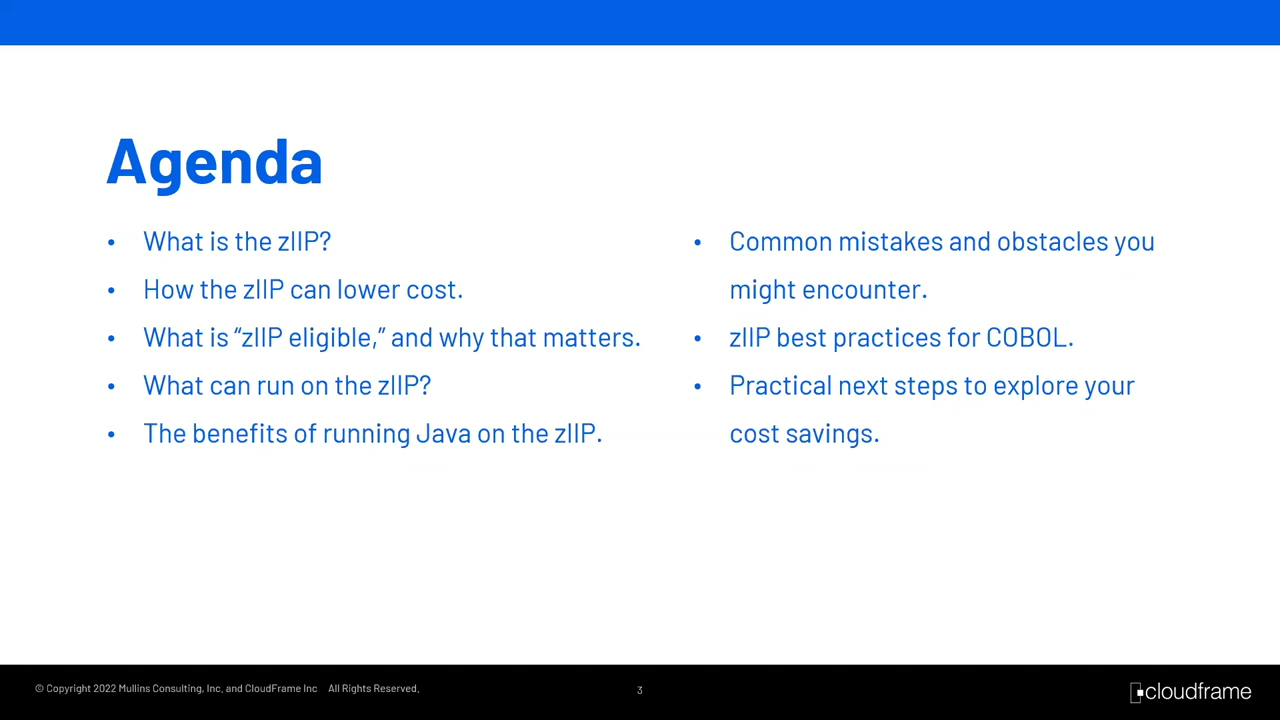 Agenda
• What is the zIIP?
• How the zIIP can lower cost.
• What is “zIIP eligible,” and why that matters.
• What can run on the zIIP?
• The benefits of running Java on the zIIP.
• Common mistakes and obstacles you
might encounter.
• zIIP best practices for COBOL.
• Practical next steps to explore your
cost savings.
© Copyright 2022 Mullins Consulting, Inc. and CloudFrame Inc All Rights Reserved.
3
cloudframe